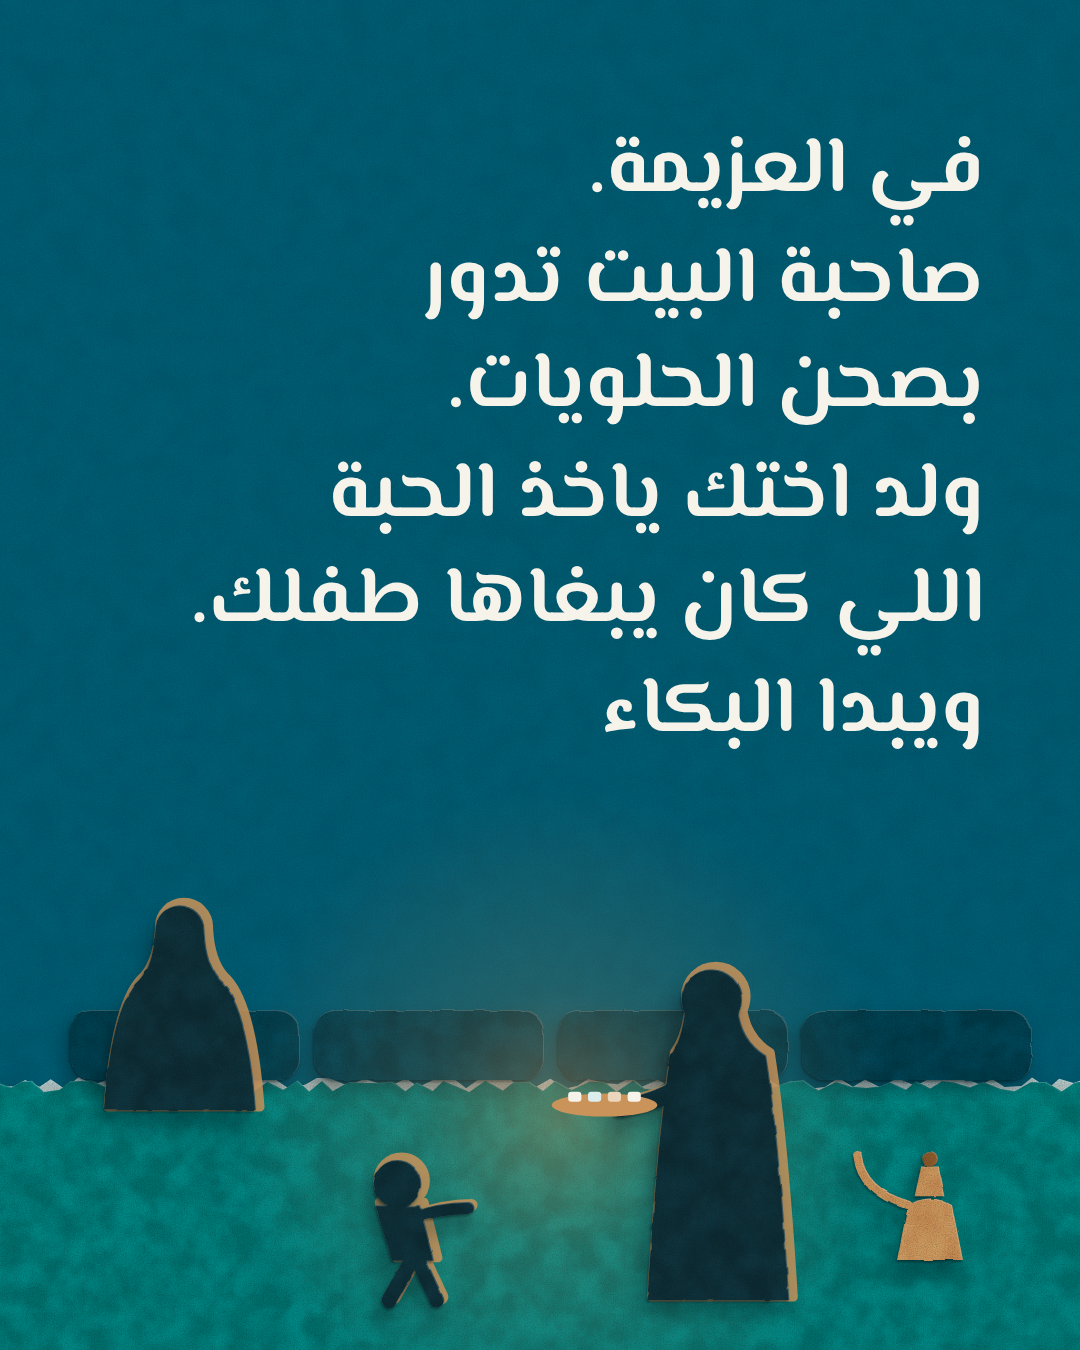 في العزيمة.
صاحبة البيت تدور
بصحن الحلويات.
ولد اختك ياخذ الحبة
اللي كان يبغاها طفلك.
ويبدا البكاء